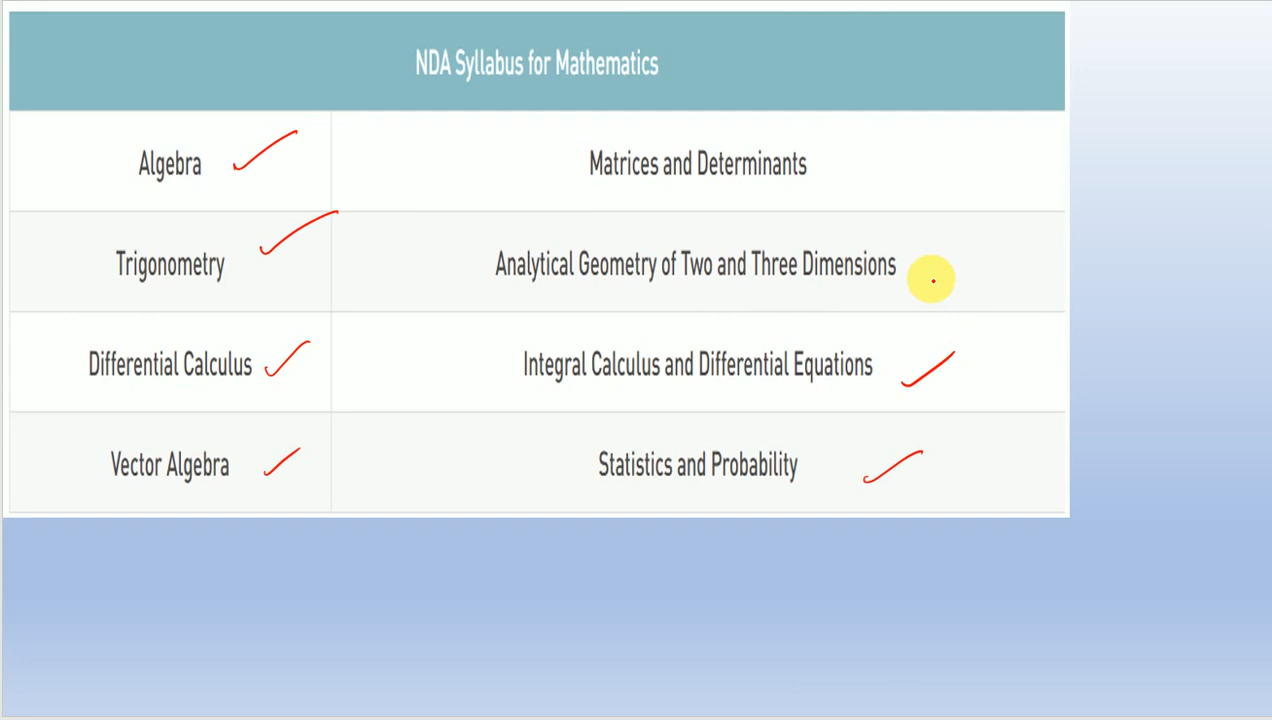 NDA Syllabus for Mathematics
Algebra
Matrices and Determinants
Trigonometry
Analytical Geometry of Two and Three Dimensions
Differential Calculus
Integral Calculus and Differential Equations
Vector Algebra
Statistics and Probability